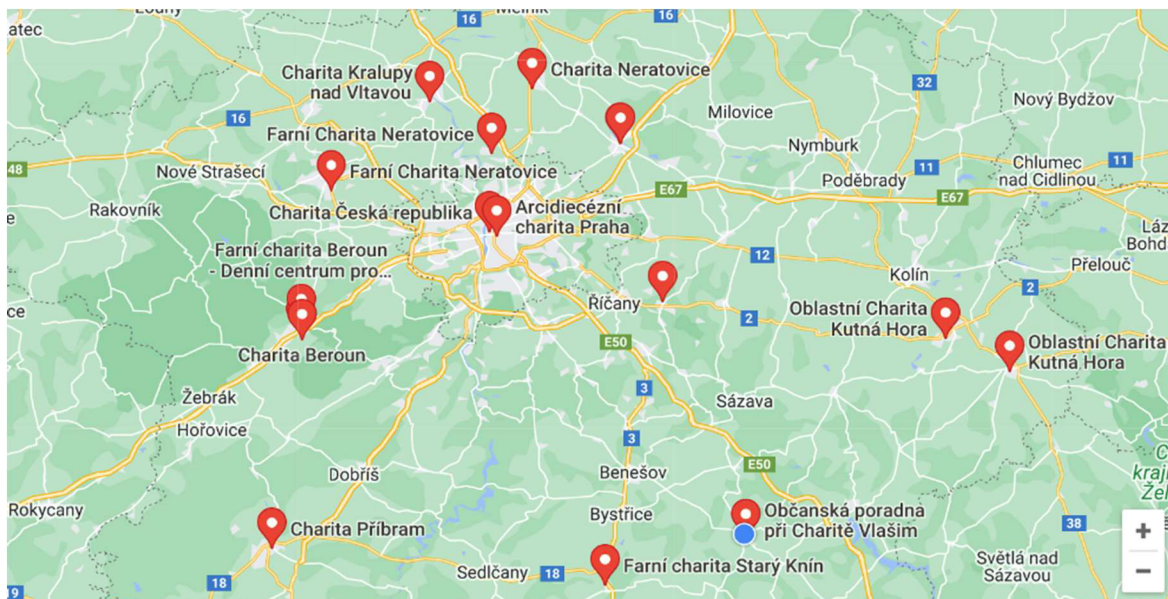 Louny
16
Mělník
16
atec
Charita Kralupy
nad Vltavou
Charita Neratovice
32
Nový Bydžov
Milovice
16
Farní Charita Neratovice
Nymburk
11
11
Chlumec
nad Cidlinou
48
Nové Strašecí
Farní Charita Neratovice
E67
Poděbrady
E67
Rakovník
Charita Česká republika
Arcidiecézní
charita Praha
Láz
Bohd
Farní charita Beroun
- Denní centrum pro...
12
Kolín
Přelouč
Říčany
2
2
Oblastní Charita
Kutná Hora
ce
Charita Beroun
E50
Oblastní Charita
Kutná Hora
Žebrák
3
Sázava
Hořovice
3
Dobříš
Benešov
E50
kraj
Žel
Rokycany
Charita Příbram
Bystřice
Občanská poradna
při Charitě Vlašim
38
+
Sedlčany
18
Farní charita Starý Knín
Světlá nad
Sázavou
18
−